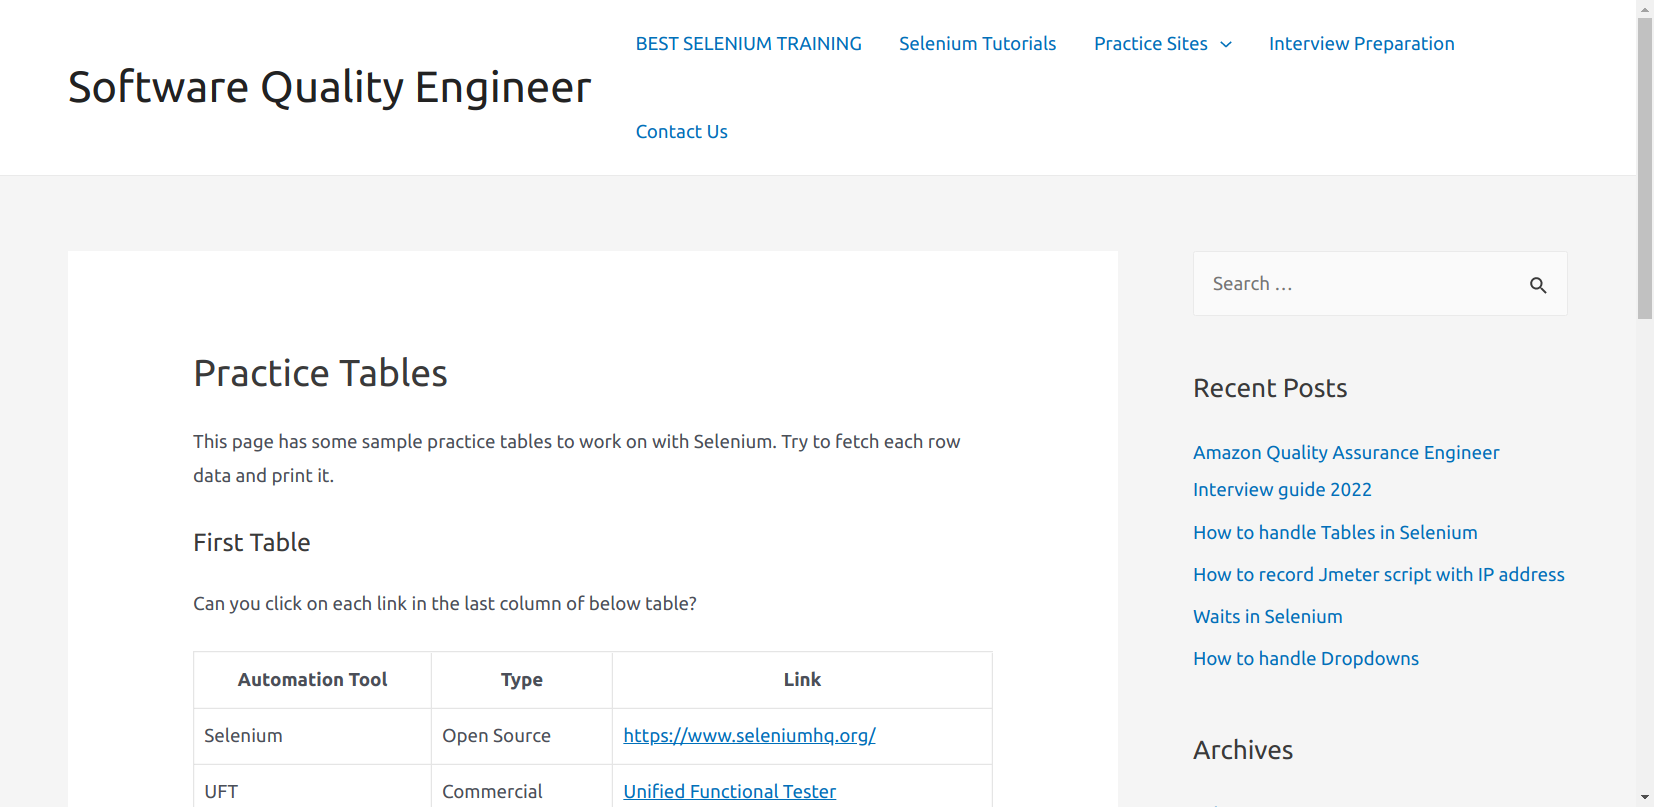 BEST SELENIUM TRAINING
Selenium Tutorials
Practice Sites
Interview Preparation
Software Quality Engineer
Contact Us
Practice Tables
This page has some sample practice tables to work on with Selenium. Try to fetch each row
data and print it.
First Table
Can you click on each link in the last column of below table?
Automation Tool Type Link
Selenium Open Source https://www.seleniumhq.org/
UFT Commercial Unified Functional Tester
Search …
Recent Posts
Amazon Quality Assurance Engineer
Interview guide 2022
How to handle Tables in Selenium
How to record Jmeter script with IP address
Waits in Selenium
How to handle Dropdowns
Archives